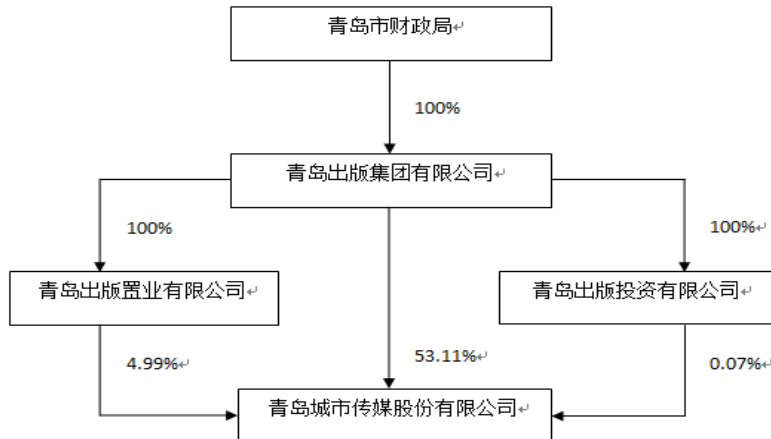 青岛市财政局
100%
青岛出版集团有限公司
100%
100%
青岛出版置业有限公司
青岛出版投资有限公司
4.99%
53.11%
0.07%
青岛城市传媒股份有限公司